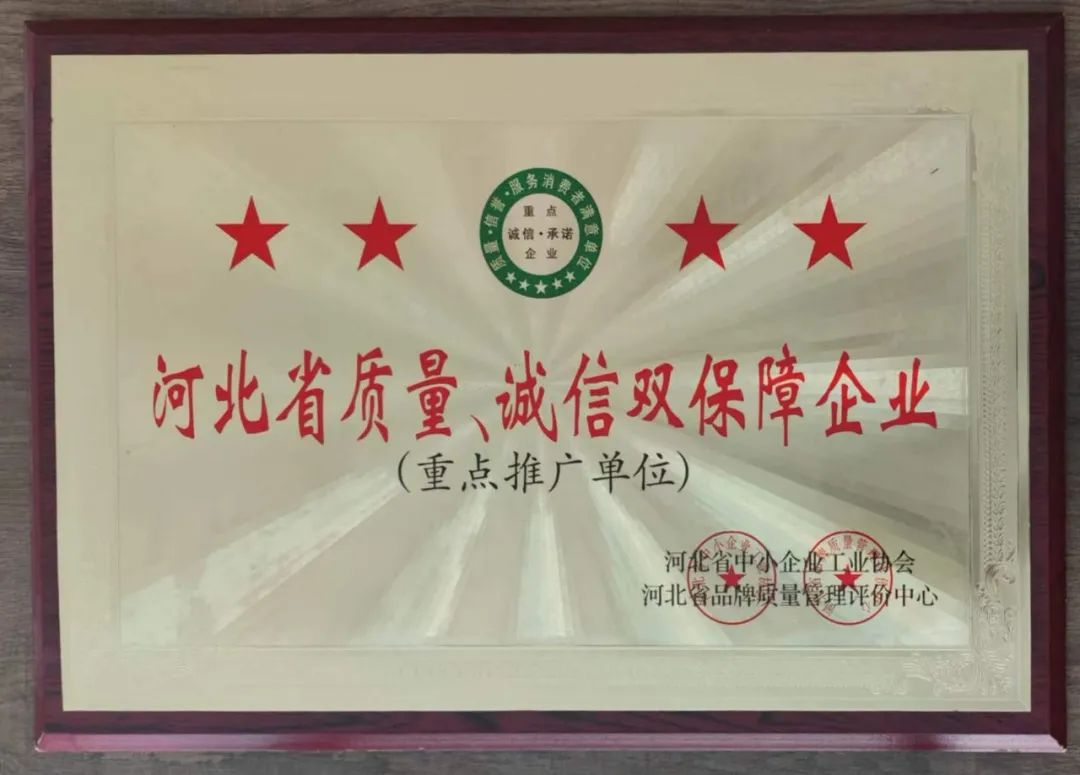 质量·信誉·服务消费者满意单位
重点
诚信·承诺
企业
河北省质量、诚信双保障企业
(重点推广单位)
河北省中小企业工业协会
河北省品牌质量管理评价中心